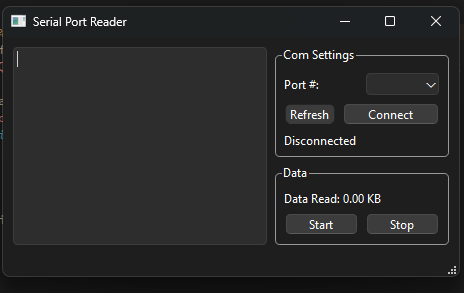 Serial Port Reader
Com Settings
Port #:
Refresh Connect
Disconnected
Data
Data Read: 0.00 KB
Start Stop